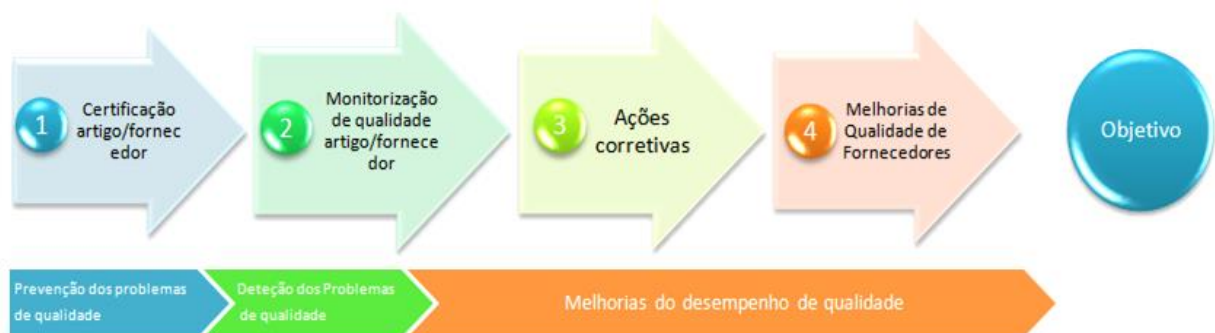 1
Certificação
artigo/fornec
edor
2
Monitorização
de qualidade
artigo/fornece
dor
3
Ações
corretivas
4
Melhorias de
Qualidade de
Fornecedores
Objetivo
Prevenção dos problemas
de qualidade
Deteção dos Problemas
de qualidade
Melhorias do desempenho de qualidade